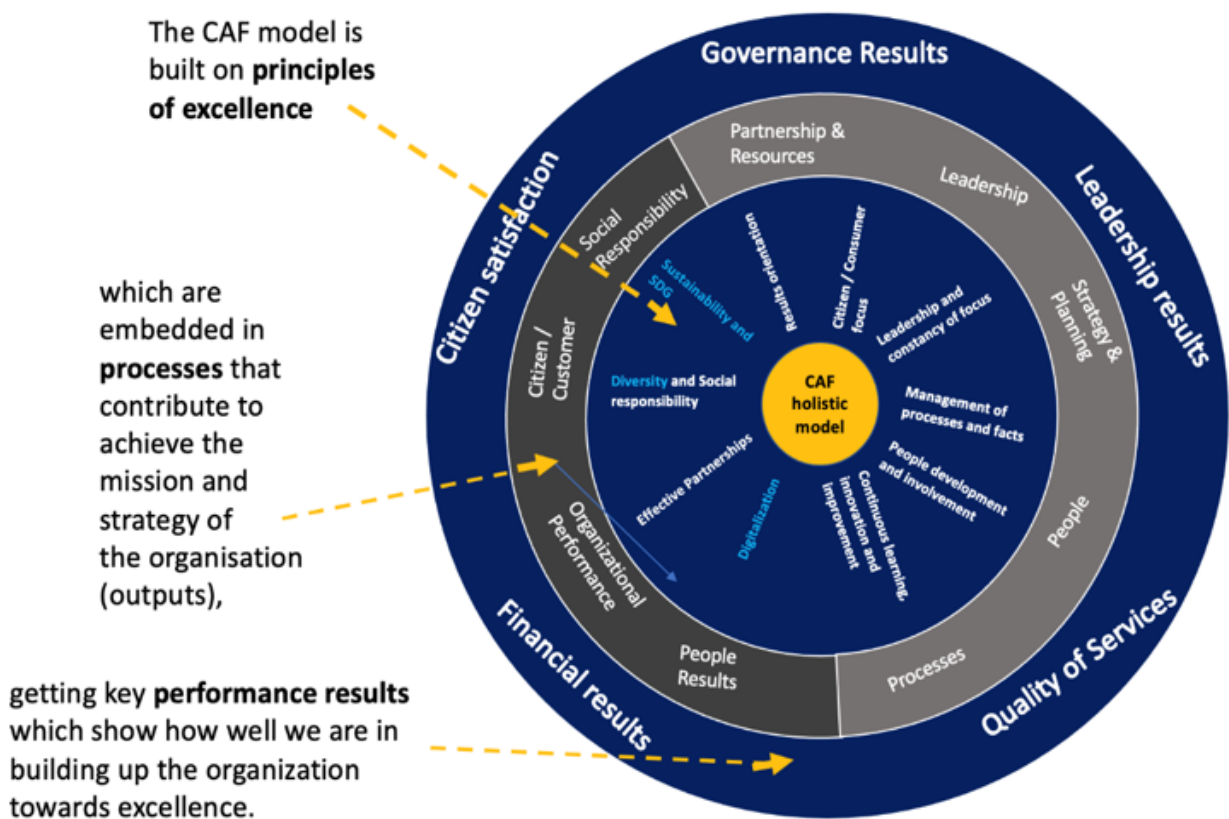 The CAF model is
built on principles
of excellence
which are
embedded in
processes that
contribute to
achieve the
mission and
strategy of
the organisation
(outputs),
getting key performance results
which show how well we are in
building up the organization
towards excellence.
Governance Results
Leadership results
Quality of Services
Financial results
Citizen satisfaction
Partnership &
Resources
Leadership
Strategy &
Planning
People
Processes
People
Results
Organizational
Performance
Citizen /
Customer
Social
Responsibility
Results orientation
Citizen / Consumer
focus
Leadership and
constancy of focus
Management of
processes and facts
People development
and involvement
Continuous learning,
innovation and
improvement
Digitalization
Effective Partnerships
Diversity and Social
responsibility
Sustainability and
SDG
CAF
holistic
model